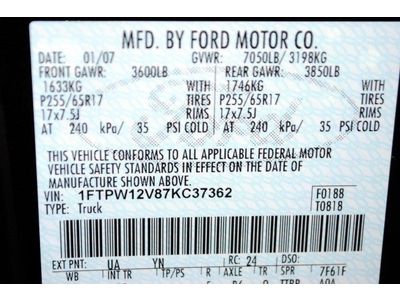 MFD. BY FORD MOTOR CO.
DATE: 01/07 GVWR: 7050LB/ 3198KG
FRONT GAWR: 3600LB REAR GAWR: 3850LB
1633KG WITH 1746KG WITH
P255/65R17 TIRES P255/65R17 TIRES
17x7.5J RIMS 17x7.5J RIMS
AT 240 kPa/ 35 PSI COLD AT 240 kPa/ 35 PSI COLD
THIS VEHICLE CONFORMS TO ALL APPLICABLE FEDERAL MOTOR
VEHICLE SAFETY STANDARDS IN EFFECT ON THE DATE OF
MANUFACTURE SHOWN ABOVE.
VIN: 1FTPW12V87KC37362 F0188
TYPE: Truck T0818
EXT PNT: UA YN RC: 24 DSO:
WB INT TR TP/PS R AXLE TR SPR 7F61F